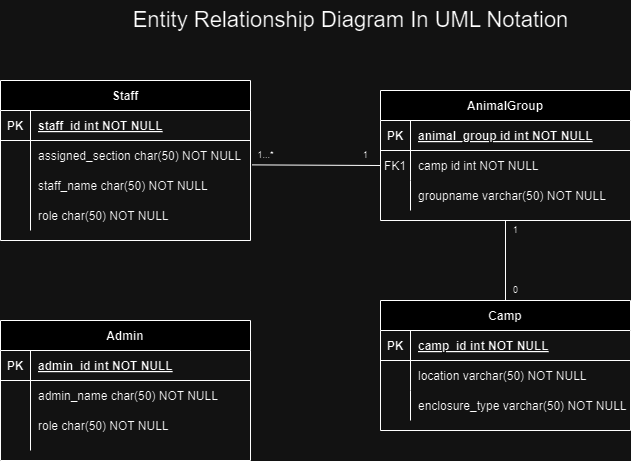 Entity Relationship Diagram In UML Notation
Staff
PK staff_id int NOT NULL
assigned_section char(50) NOT NULL
staff_name char(50) NOT NULL
role char(50) NOT NULL
1...*
1
AnimalGroup
PK animal_group id int NOT NULL
FK1 camp id int NOT NULL
groupname varchar(50) NOT NULL
1
0
Camp
PK camp_id int NOT NULL
location varchar(50) NOT NULL
enclosure_type varchar(50) NOT NULL
Admin
PK admin_id int NOT NULL
admin_name char(50) NOT NULL
role char(50) NOT NULL